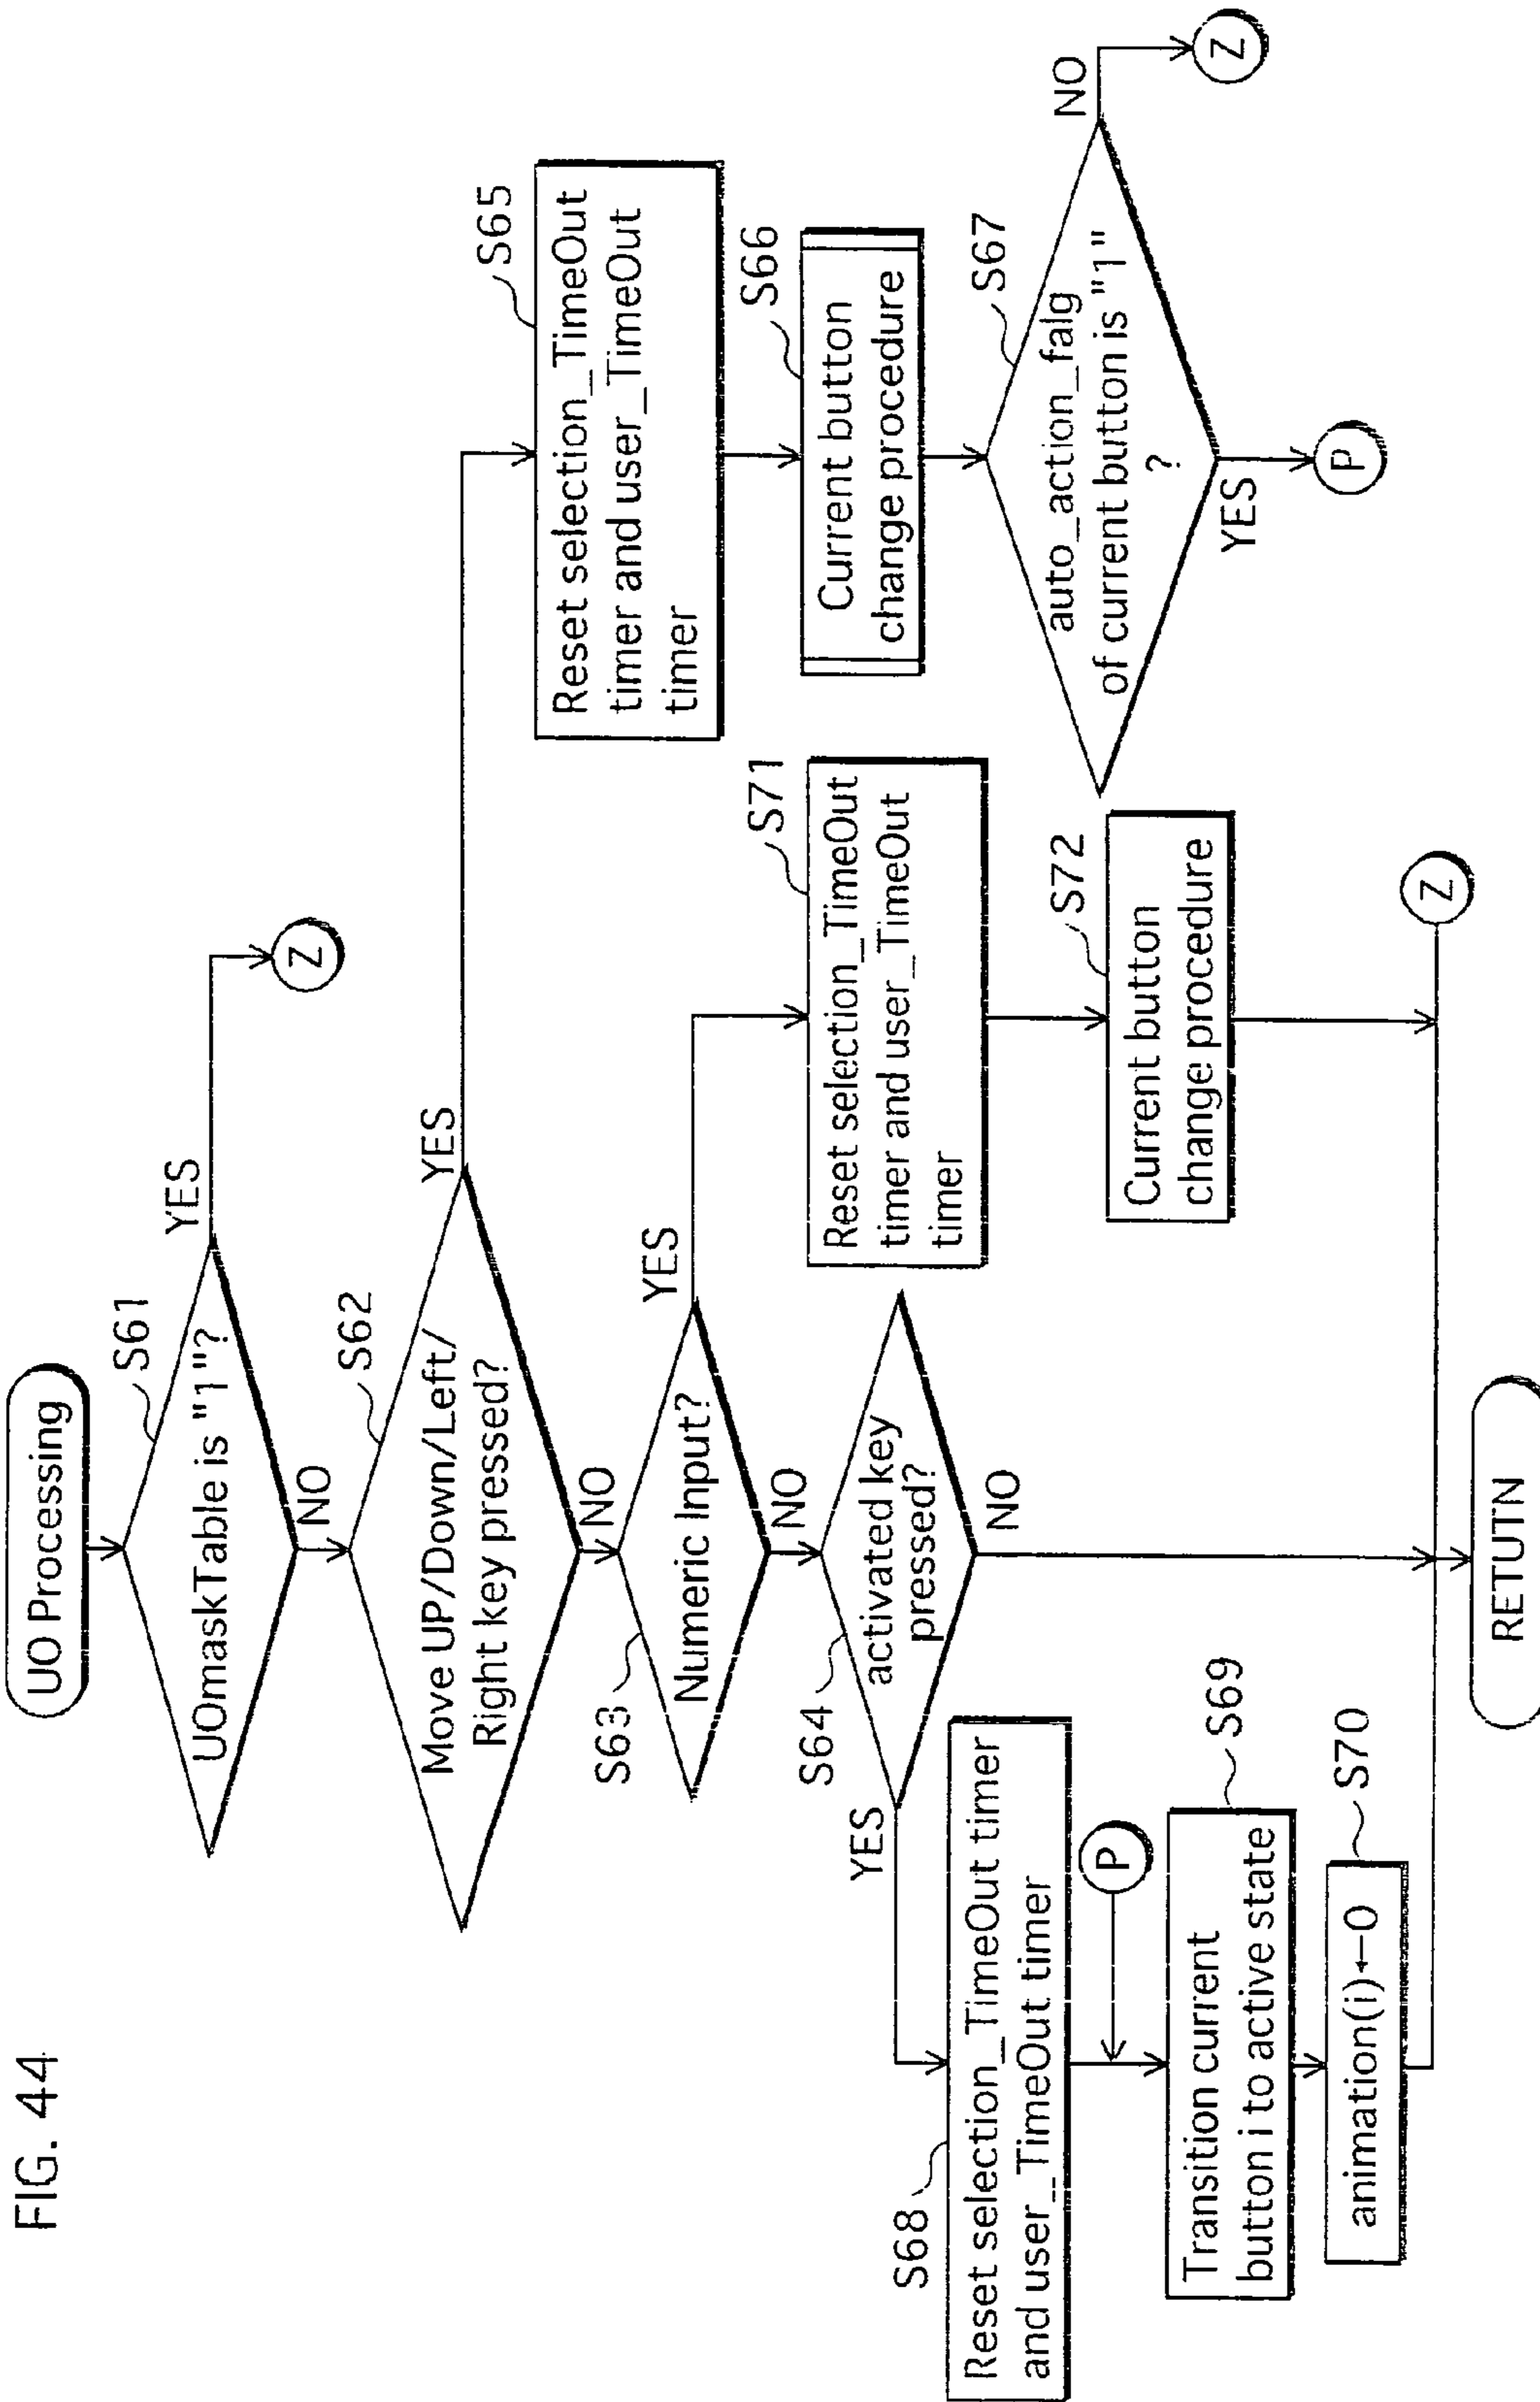 FIG. 44
UO Processing
S61
UOmaskTable is "1"?
YES
Z
NO
S62
Move UP/Down/Left/
Right key pressed?
YES
NO
S63
Numeric Input?
YES
NO
S64
activated key
pressed?
YES
NO
S65
Reset selection_TimeOut
timer and user_TimeOut
timer
S66
Current button
change procedure
S67
auto_action_falg
of current button is "1"
?
NO
Z
YES
P
S71
Reset selection_TimeOut
timer and user_TimeOut
timer
S72
Current button
change procedure
Z
S68
Reset selection_TimeOut timer
and user_TimeOut timer
P
S69
Transition current
button i to active state
S70
animation(i)←0
RETUTN